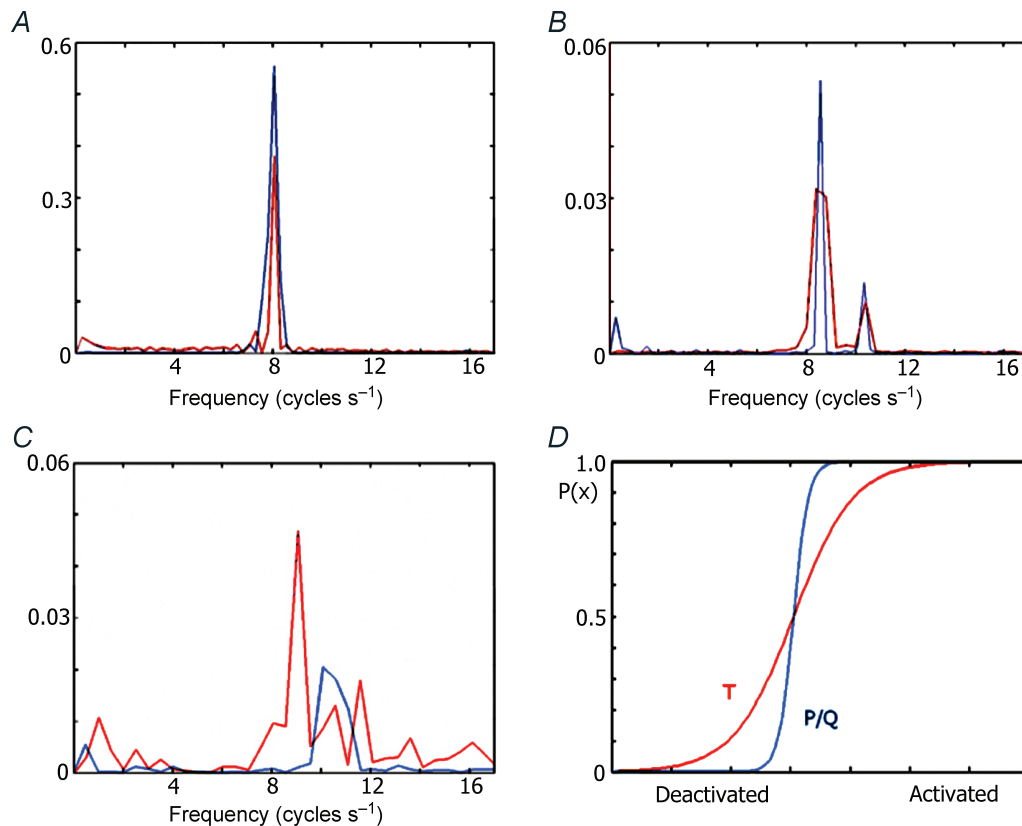 A
B
0.6
0.3
0
4
8
12
16
Frequency (cycles s⁻¹)
0.06
0.03
0
4
8
12
16
Frequency (cycles s⁻¹)
C
D
0.06
0.03
0
4
8
12
16
Frequency (cycles s⁻¹)
1.0
P(x)
0.5
0
T
P/Q
Deactivated
Activated